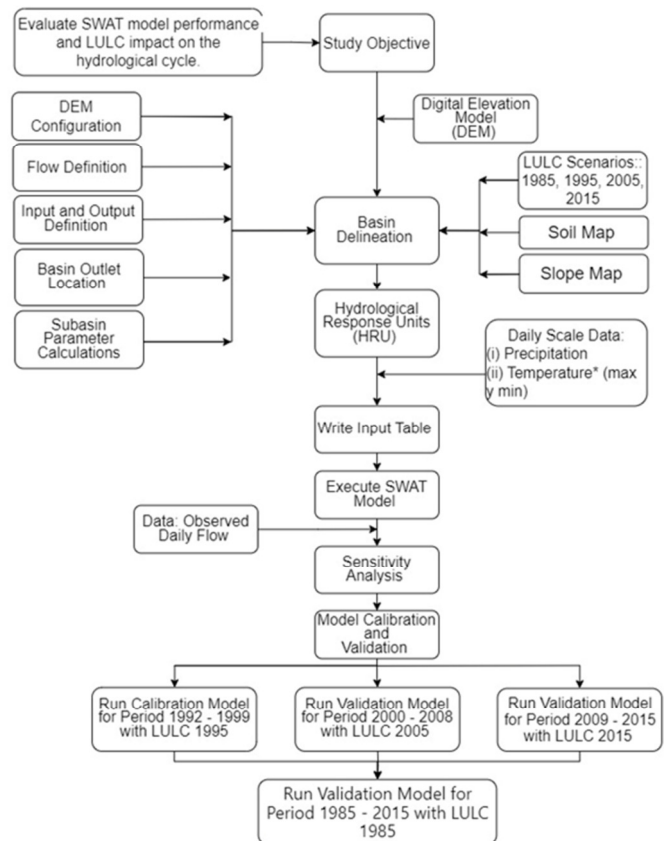 Evaluate SWAT model performance
and LULC impact on the
hydrological cycle.
Study Objective
Digital Elevation
Model
(DEM)
DEM
Configuration
Flow Definition
Input and Output
Definition
Basin Outlet
Location
Subasin
Parameter
Calculations
Basin
Delineation
LULC Scenarios::
1985, 1995, 2005,
2015
Soil Map
Slope Map
Hydrological
Response Units
(HRU)
Daily Scale Data:
(i) Precipitation
(ii) Temperature* (max
y min)
Write Input Table
Execute SWAT
Model
Data: Observed
Daily Flow
Sensitivity
Analysis
Model Calibration
and
Validation
Run Calibration Model
for Period 1992 - 1999
with LULC 1995
Run Validation Model
for Period 2000 - 2008
with LULC 2005
Run Validation Model
for Period 2009 - 2015
with LULC 2015
Run Validation Model for
Period 1985 - 2015 with LULC
1985